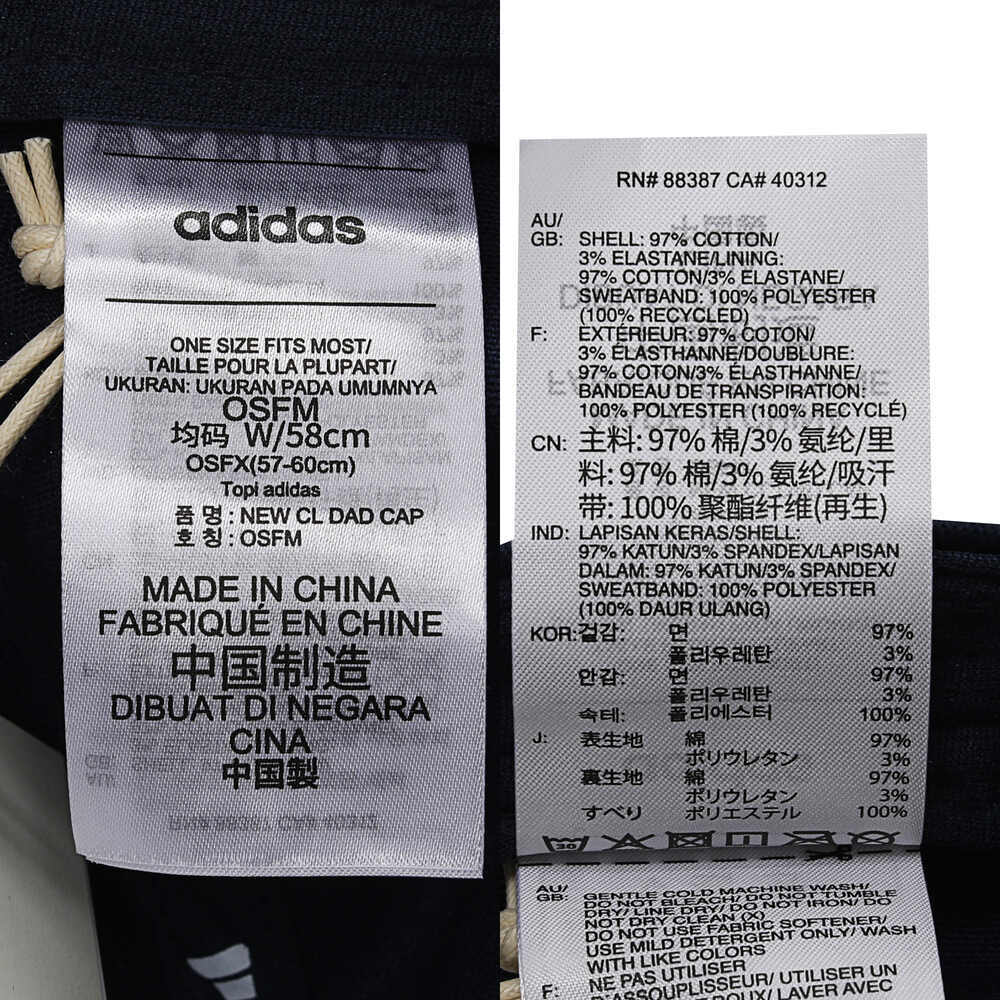 adidas
ONE SIZE FITS MOST/
TAILLE POUR LA PLUPART/
UKURAN: UKURAN PADA UMUMNYA
OSFM
均码 W/58cm
OSFX(57-60cm)
Topi adidas
품 명 : NEW CL DAD CAP
호 칭 : OSFM
MADE IN CHINA
FABRIQUÉ EN CHINE
中国制造
DIBUAT DI NEGARA
CINA
中国製
RN# 88387 CA# 40312
AU/
GB: SHELL: 97% COTTON/
3% ELASTANE/LINING:
97% COTTON/3% ELASTANE/
SWEATBAND: 100% POLYESTER
(100% RECYCLED)
F: EXTÉRIEUR: 97% COTON/
3% ÉLASTHANNE/DOUBLURE:
97% COTON/3% ÉLASTHANNE/
BANDEAU DE TRANSPIRATION:
100% POLYESTER (100% RECYCLÉ)
CN: 主料: 97% 棉/3% 氨纶/里
料: 97% 棉/3% 氨纶/吸汗
带: 100% 聚酯纤维(再生)
IND: LAPISAN KERAS/SHELL:
97% KATUN/3% SPANDEX/LAPISAN
DALAM: 97% KATUN/3% SPANDEX/
SWEATBAND: 100% POLYESTER
(100% DAUR ULANG)
KOR: 겉감: 면 97%
폴리우레탄 3%
안감: 면 97%
폴리우레탄 3%
속테: 폴리에스터 100%
J: 表生地 綿 97%
ポリウレタン 3%
裏生地 綿 97%
ポリウレタン 3%
すべり ポリエステル 100%
30
AU/
GB: GENTLE COLD MACHINE WASH/
DO NOT BLEACH/ DO NOT TUMBLE
DRY/ LINE DRY/ DO NOT IRON/ DO
NOT DRY CLEAN (X)
DO NOT USE FABRIC SOFTENER/
USE MILD DETERGENT ONLY/ WASH
WITH LIKE COLORS
F: NE PAS UTILISER
D'ASSOUPLISSEUR/ UTILISER UN